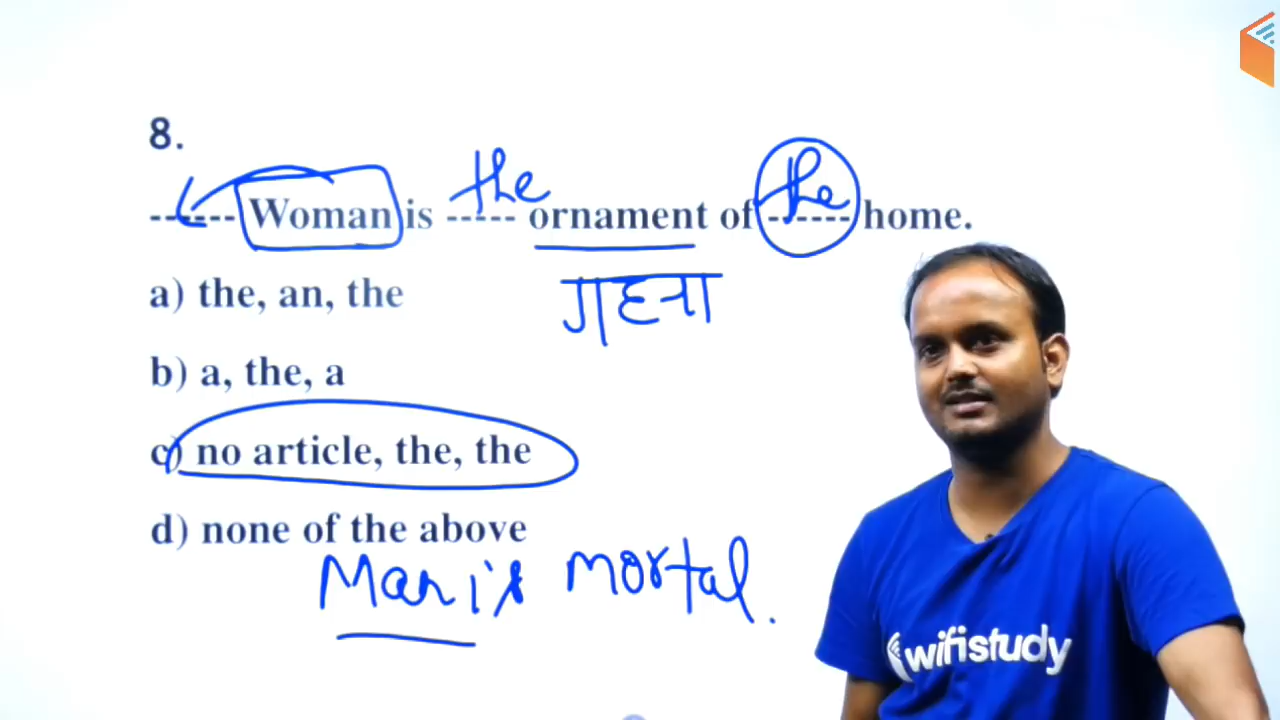 8.
the the
------ Woman is ----- ornament of ------ home.
गहना
a) the, an, the
b) a, the, a
c) no article, the, the
d) none of the above
Man is mortal.
wifistudy